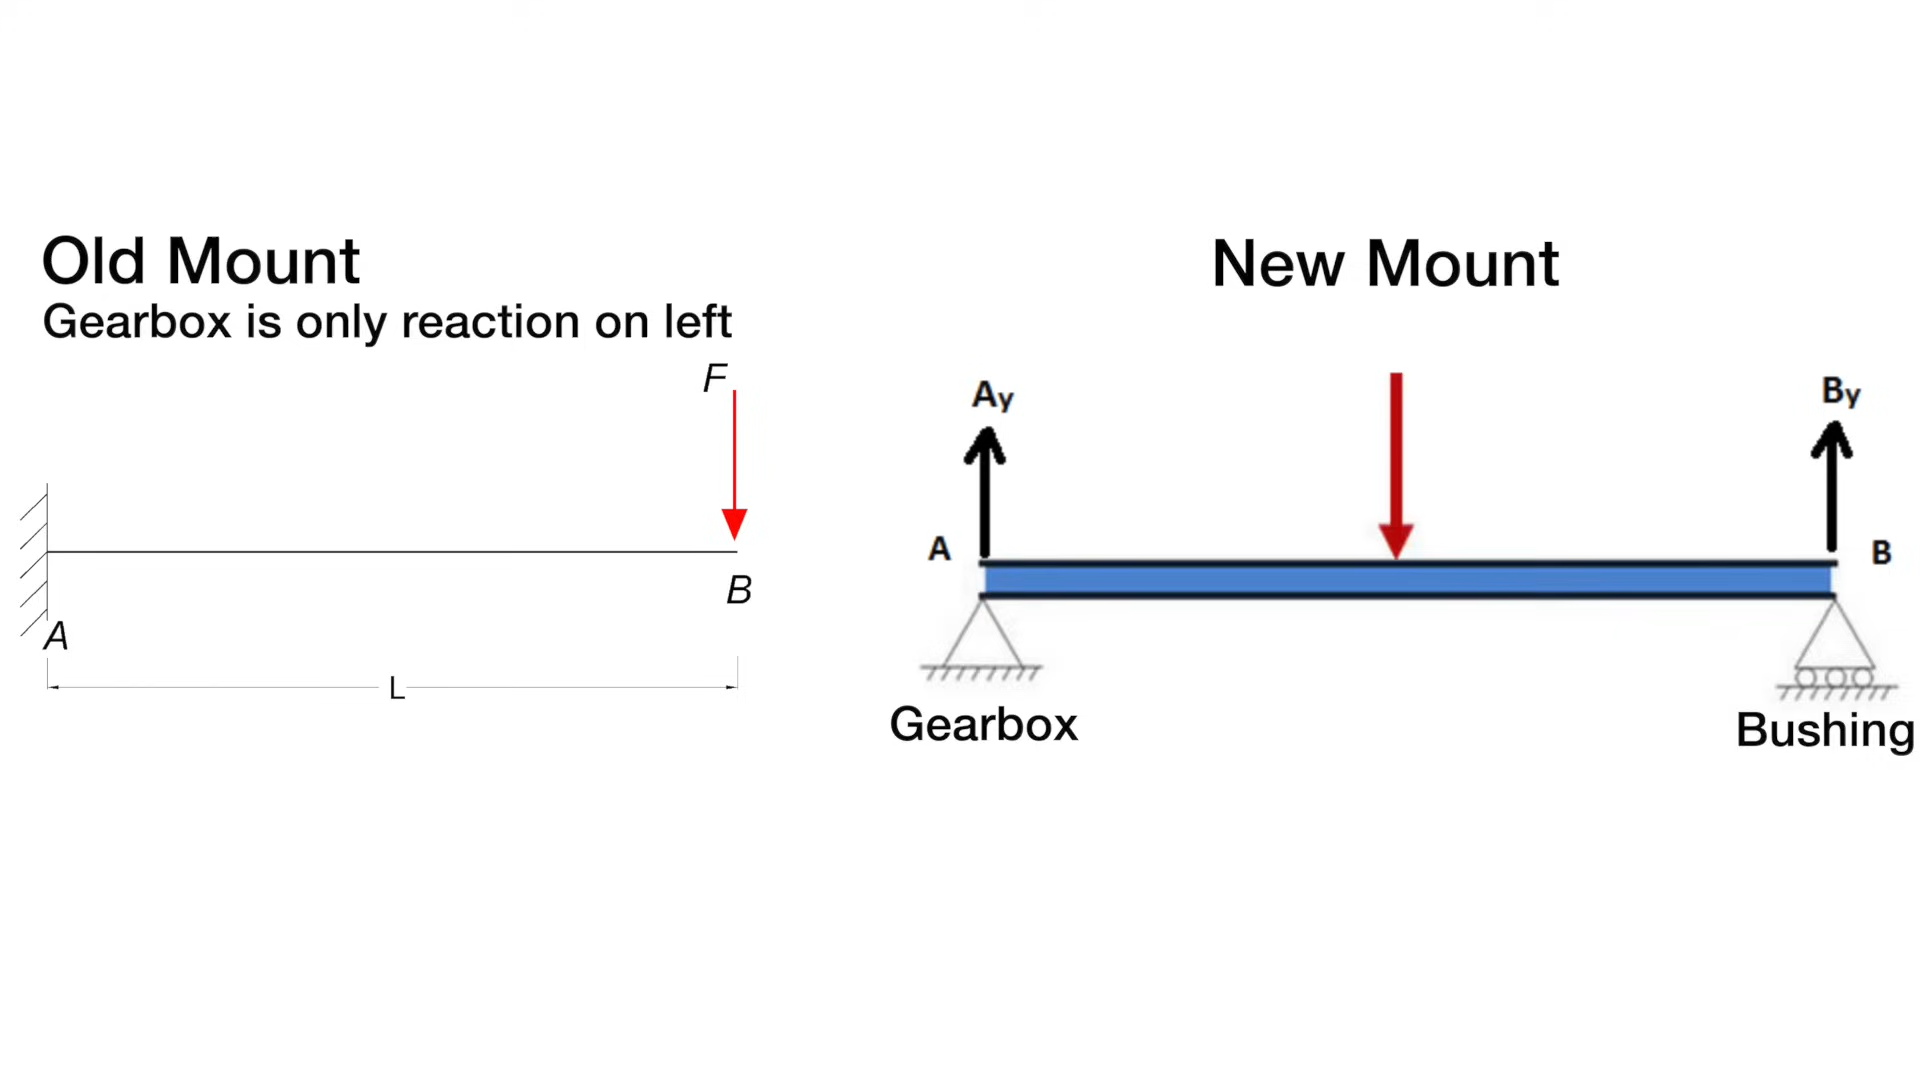 Old Mount
Gearbox is only reaction on left
F
B
A
L
New Mount
Ay
By
A
B
Gearbox
Bushing